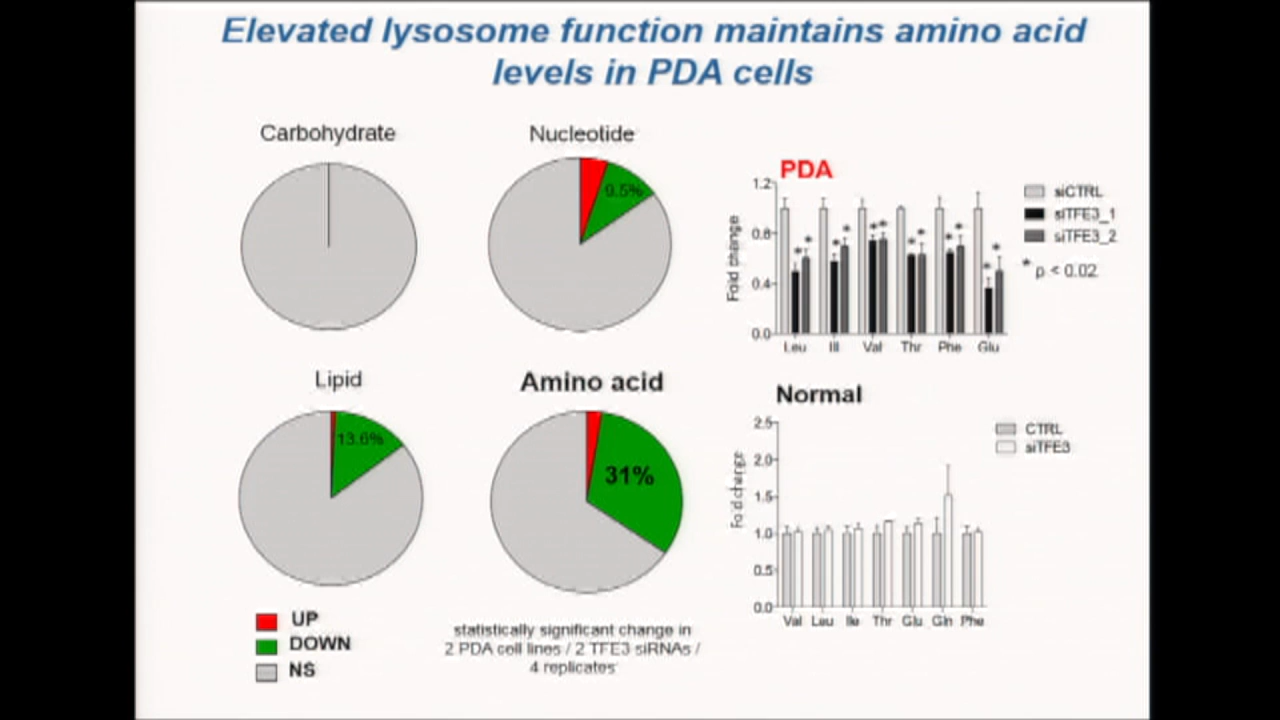 Elevated lysosome function maintains amino acid
levels in PDA cells
Carbohydrate
Nucleotide
9.5%
Lipid
13.6%
Amino acid
31%
UP
DOWN
NS
statistically significant change in
2 PDA cell lines / 2 TFE3 siRNAs /
4 replicates
PDA
Fold change
1.2
0.8
0.4
0.0
Leu Ill Val Thr Phe Glu
siCTRL
siTFE3_1
siTFE3_2
* p < 0.02
Normal
Fold change
2.5
2.0
1.5
1.0
0.5
0.0
Val Leu Ile Thr Glu Gln Phe
CTRL
siTFE3